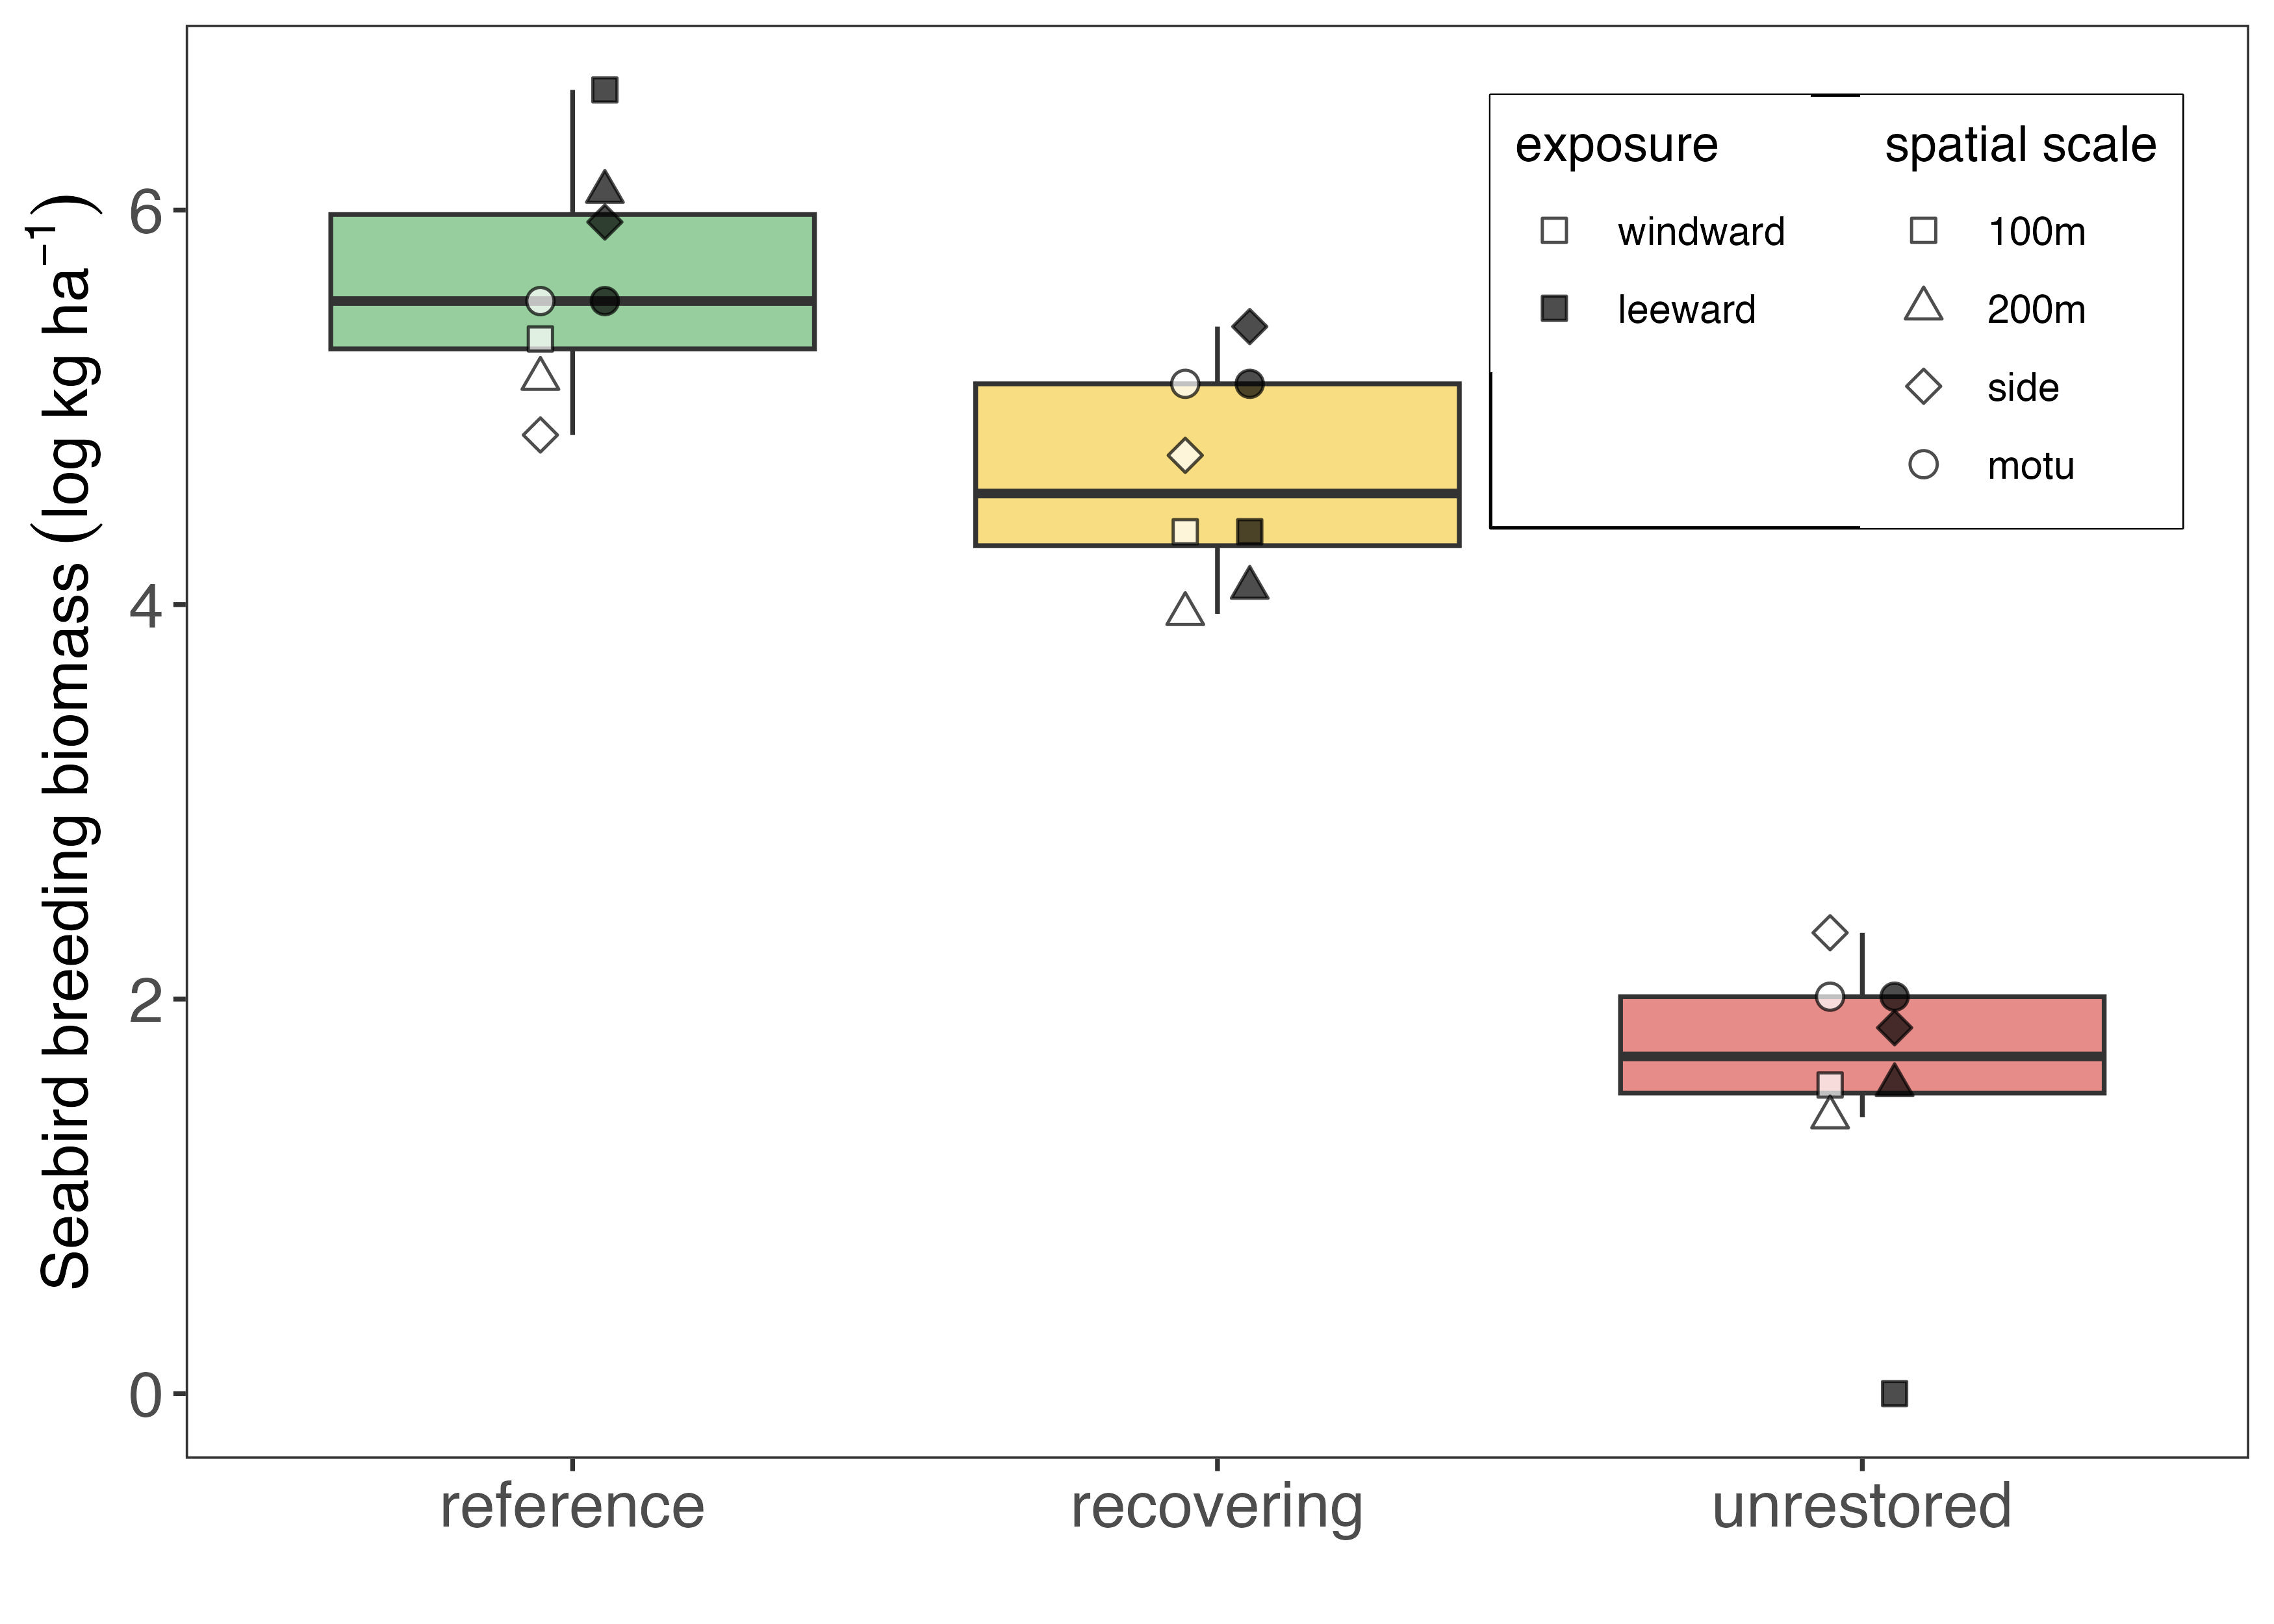 Seabird breeding biomass (log kg ha⁻¹)
6
4
2
0
exposure
windward
leeward
spatial scale
100m
200m
side
motu
reference recovering unrestored